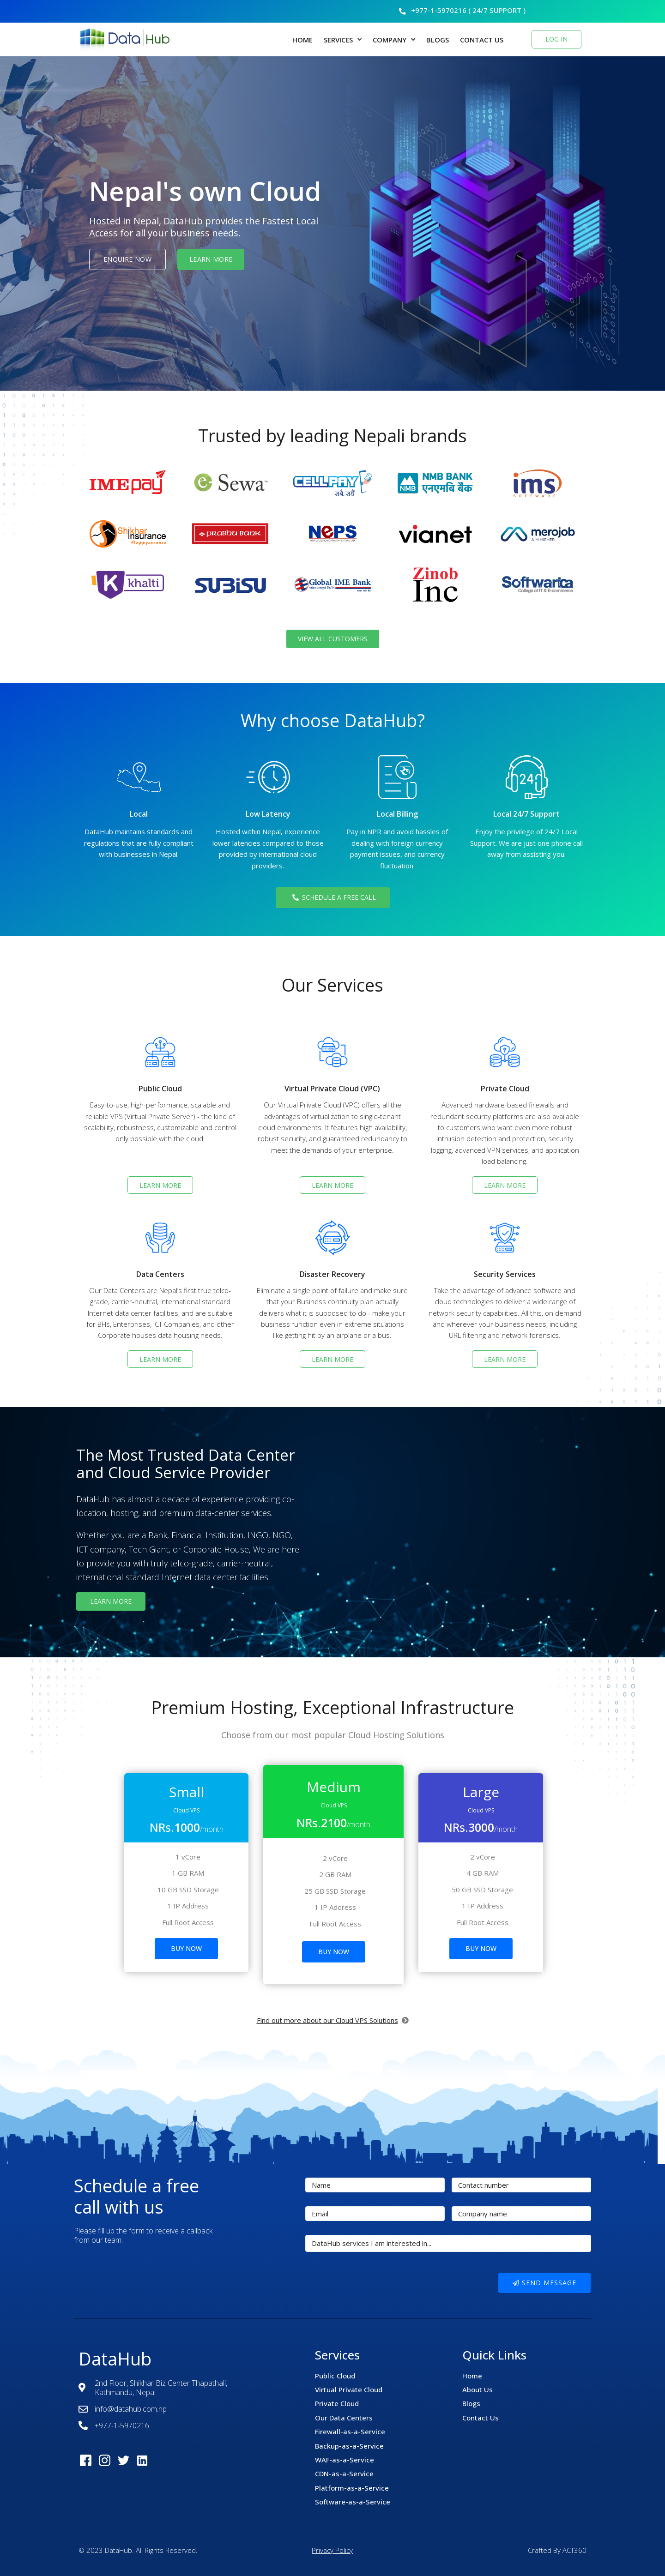 +977-1-5970216 ( 24/7 SUPPORT )
Data Hub
HOME SERVICES COMPANY BLOGS CONTACT US LOG IN
Nepal's own Cloud
Hosted in Nepal, DataHub provides the Fastest Local
Access for all your business needs.
ENQUIRE NOW LEARN MORE
Trusted by leading Nepali brands
IME pay
eSewa
CELLPAY
NMB BANK
एनएमबि बैंक
ims
SOFTWARE
Shikhar
Insurance
PRABHU BANK
NePS
vianet
merojob
AIM HIGHER
khalti
SUBISU
Global IME Bank
Zinob
Inc
Softwarica
College of IT & E-commerce
VIEW ALL CUSTOMERS
Why choose DataHub?
Local
DataHub maintains standards and
regulations that are fully compliant
with businesses in Nepal.
Low Latency
Hosted within Nepal, experience
lower latencies compared to those
provided by international cloud
providers.
Local Billing
Pay in NPR and avoid hassles of
dealing with foreign currency
payment issues, and currency
fluctuation.
Local 24/7 Support
Enjoy the privilege of 24/7 Local
Support. We are just one phone call
away from assisting you.
SCHEDULE A FREE CALL
Our Services
Public Cloud
Easy-to-use, high-performance, scalable and
reliable VPS (Virtual Private Server) - the kind of
scalability, robustness, customizable and control
only possible with the cloud.
LEARN MORE
Virtual Private Cloud (VPC)
Our Virtual Private Cloud (VPC) offers all the
advantages of virtualization to single-tenant
cloud environments. It features high availability,
robust security, and guaranteed redundancy to
meet the demands of your enterprise.
LEARN MORE
Private Cloud
Advanced hardware-based firewalls and
redundant security platforms are also available
to customers who want even more robust
intrusion detection and protection, security
logging, advanced VPN services, and application
load balancing.
LEARN MORE
Data Centers
Our Data Centers are Nepal's first true telco-
grade, carrier-neutral, international standard
Internet data center facilities, and are suitable
for BFIs, Enterprises, ICT Companies, and other
Corporate houses data housing needs.
LEARN MORE
Disaster Recovery
Eliminate a single point of failure and make sure
that your Business continuity plan actually
delivers what it is supposed to do - make your
business function even in extreme situations
like getting hit by an airplane or a bus.
LEARN MORE
Security Services
Take the advantage of advance software and
cloud technologies to deliver a wide range of
network security capabilities. All this, on demand
and wherever your business needs, including
URL filtering and network forensics.
LEARN MORE
The Most Trusted Data Center
and Cloud Service Provider
DataHub has almost a decade of experience providing co-
location, hosting, and premium data-center services.
Whether you are a Bank, Financial Institution, INGO, NGO,
ICT company, Tech Giant, or Corporate House, We are here
to provide you with truly telco-grade, carrier-neutral,
international standard Internet data center facilities.
LEARN MORE
Premium Hosting, Exceptional Infrastructure
Choose from our most popular Cloud Hosting Solutions
Small
Cloud VPS
NRs.1000/month
1 vCore
1 GB RAM
10 GB SSD Storage
1 IP Address
Full Root Access
BUY NOW
Medium
Cloud VPS
NRs.2100/month
2 vCore
2 GB RAM
25 GB SSD Storage
1 IP Address
Full Root Access
BUY NOW
Large
Cloud VPS
NRs.3000/month
2 vCore
4 GB RAM
50 GB SSD Storage
1 IP Address
Full Root Access
BUY NOW
Find out more about our Cloud VPS Solutions
Schedule a free
call with us
Please fill up the form to receive a callback
from our team.
Name
Contact number
Email
Company name
DataHub services I am interested in...
SEND MESSAGE
DataHub
2nd Floor, Shikhar Biz Center Thapathali,
Kathmandu, Nepal
info@datahub.com.np
+977-1-5970216
Services
Public Cloud
Virtual Private Cloud
Private Cloud
Our Data Centers
Firewall-as-a-Service
Backup-as-a-Service
WAF-as-a-Service
CDN-as-a-Service
Platform-as-a-Service
Software-as-a-Service
Quick Links
Home
About Us
Blogs
Contact Us
© 2023 DataHub. All Rights Reserved.
Privacy Policy
Crafted By ACT360